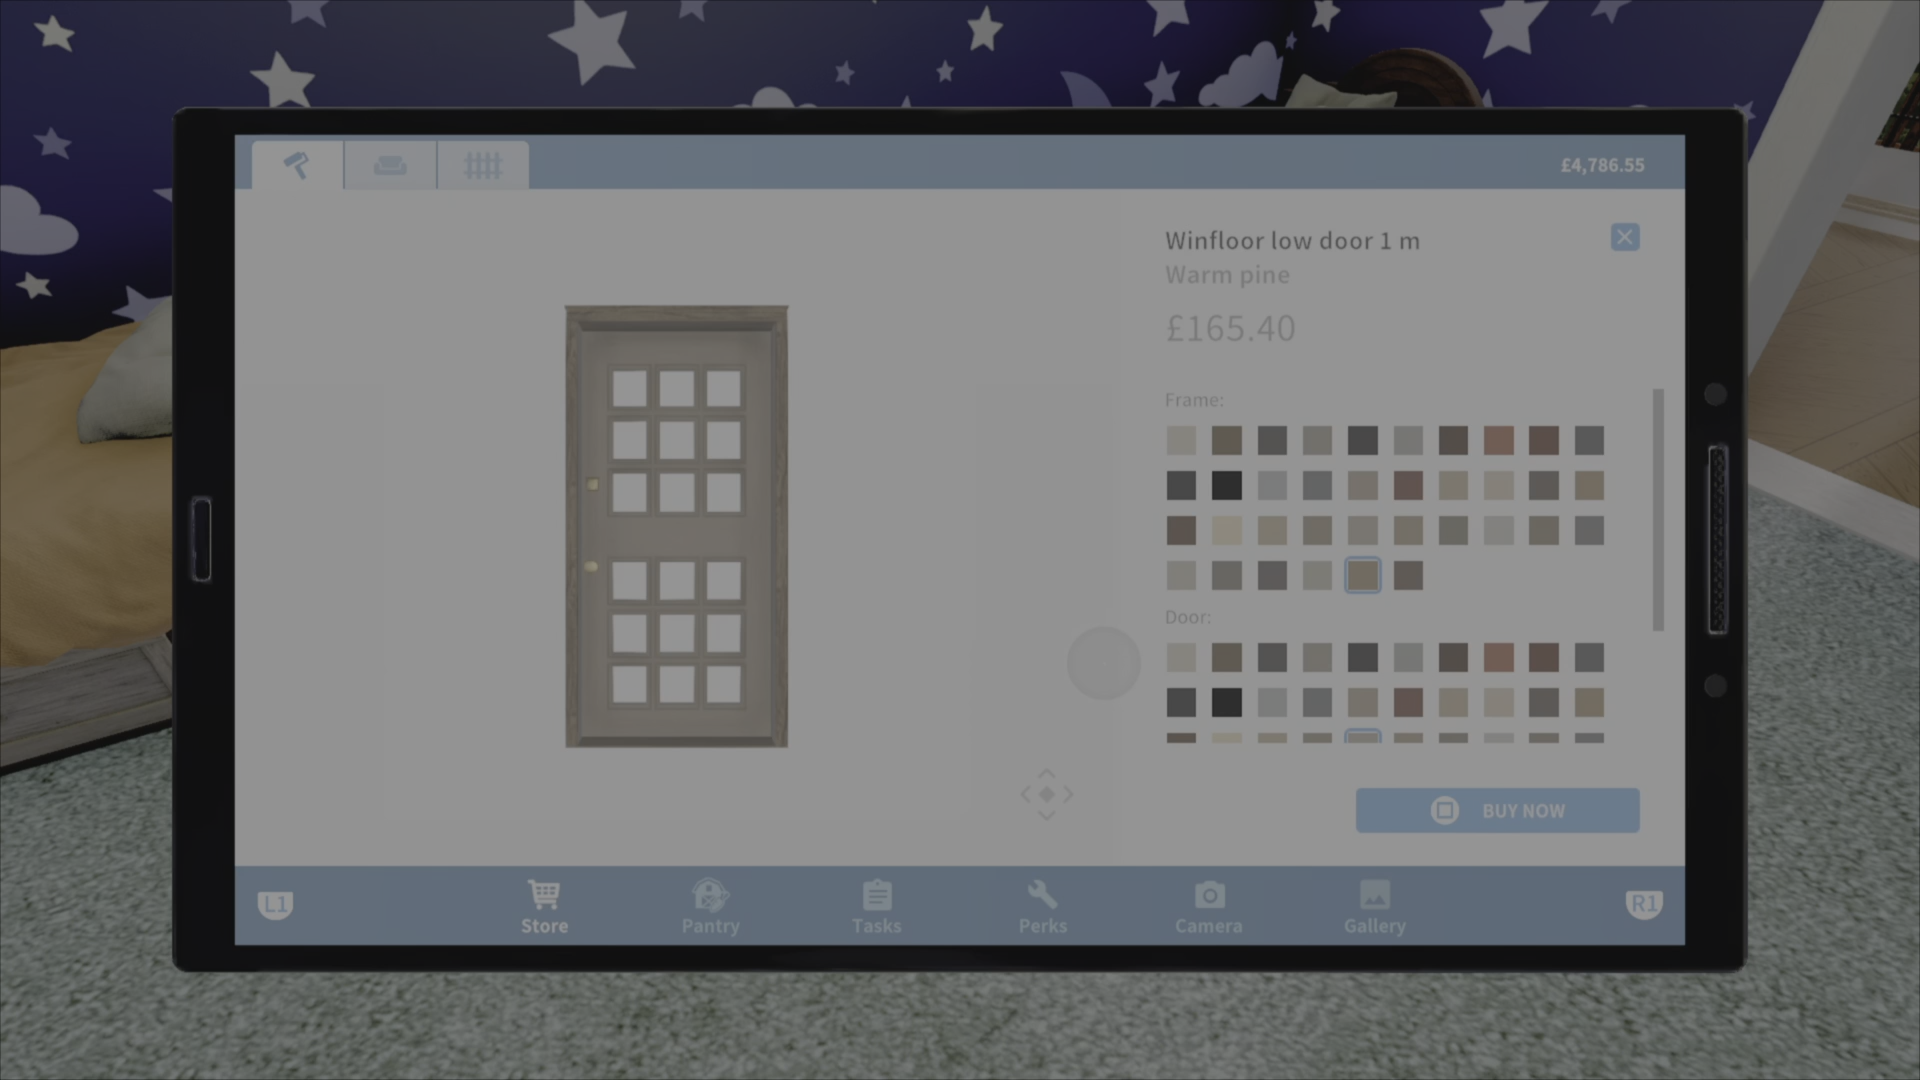 £4,786.55
Winfloor low door 1 m
Warm pine
£165.40
Frame:
Door:
BUY NOW
L1
Store
Pantry
Tasks
Perks
Camera
Gallery
R1